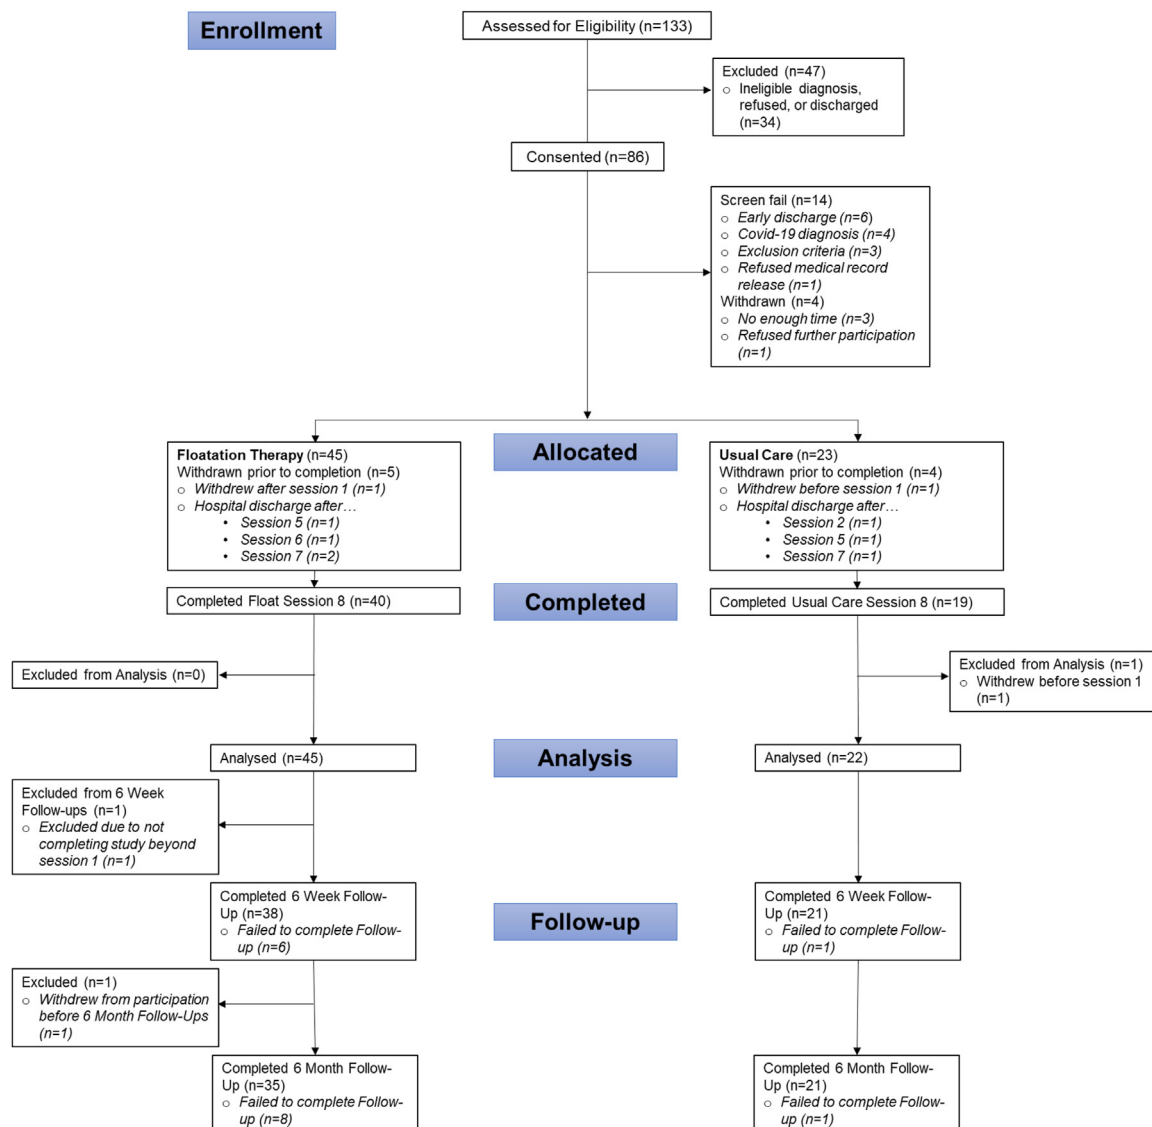 Enrollment
Assessed for Eligibility (n=133)
Excluded (n=47)
o Ineligible diagnosis,
refused, or discharged
(n=34)
Consented (n=86)
Screen fail (n=14)
o Early discharge (n=6)
o Covid-19 diagnosis (n=4)
o Exclusion criteria (n=3)
o Refused medical record
release (n=1)
Withdrawn (n=4)
o No enough time (n=3)
o Refused further participation
(n=1)
Allocated
Floatation Therapy (n=45)
Withdrawn prior to completion (n=5)
o Withdrew after session 1 (n=1)
o Hospital discharge after…
• Session 5 (n=1)
• Session 6 (n=1)
• Session 7 (n=2)
Usual Care (n=23)
Withdrawn prior to completion (n=4)
o Withdrew before session 1 (n=1)
o Hospital discharge after…
• Session 2 (n=1)
• Session 5 (n=1)
• Session 7 (n=1)
Completed
Completed Float Session 8 (n=40)
Completed Usual Care Session 8 (n=19)
Excluded from Analysis (n=0)
Excluded from Analysis (n=1)
o Withdrew before session 1
(n=1)
Analysis
Analysed (n=45)
Analysed (n=22)
Excluded from 6 Week
Follow-ups (n=1)
o Excluded due to not
completing study beyond
session 1 (n=1)
Follow-up
Completed 6 Week Follow-
Up (n=38)
o Failed to complete Follow-
up (n=6)
Completed 6 Week Follow-
Up (n=21)
o Failed to complete Follow-
up (n=1)
Excluded (n=1)
o Withdrew from participation
before 6 Month Follow-Ups
(n=1)
Completed 6 Month Follow-
Up (n=35)
o Failed to complete Follow-
up (n=8)
Completed 6 Month Follow-
Up (n=21)
o Failed to complete Follow-
up (n=1)